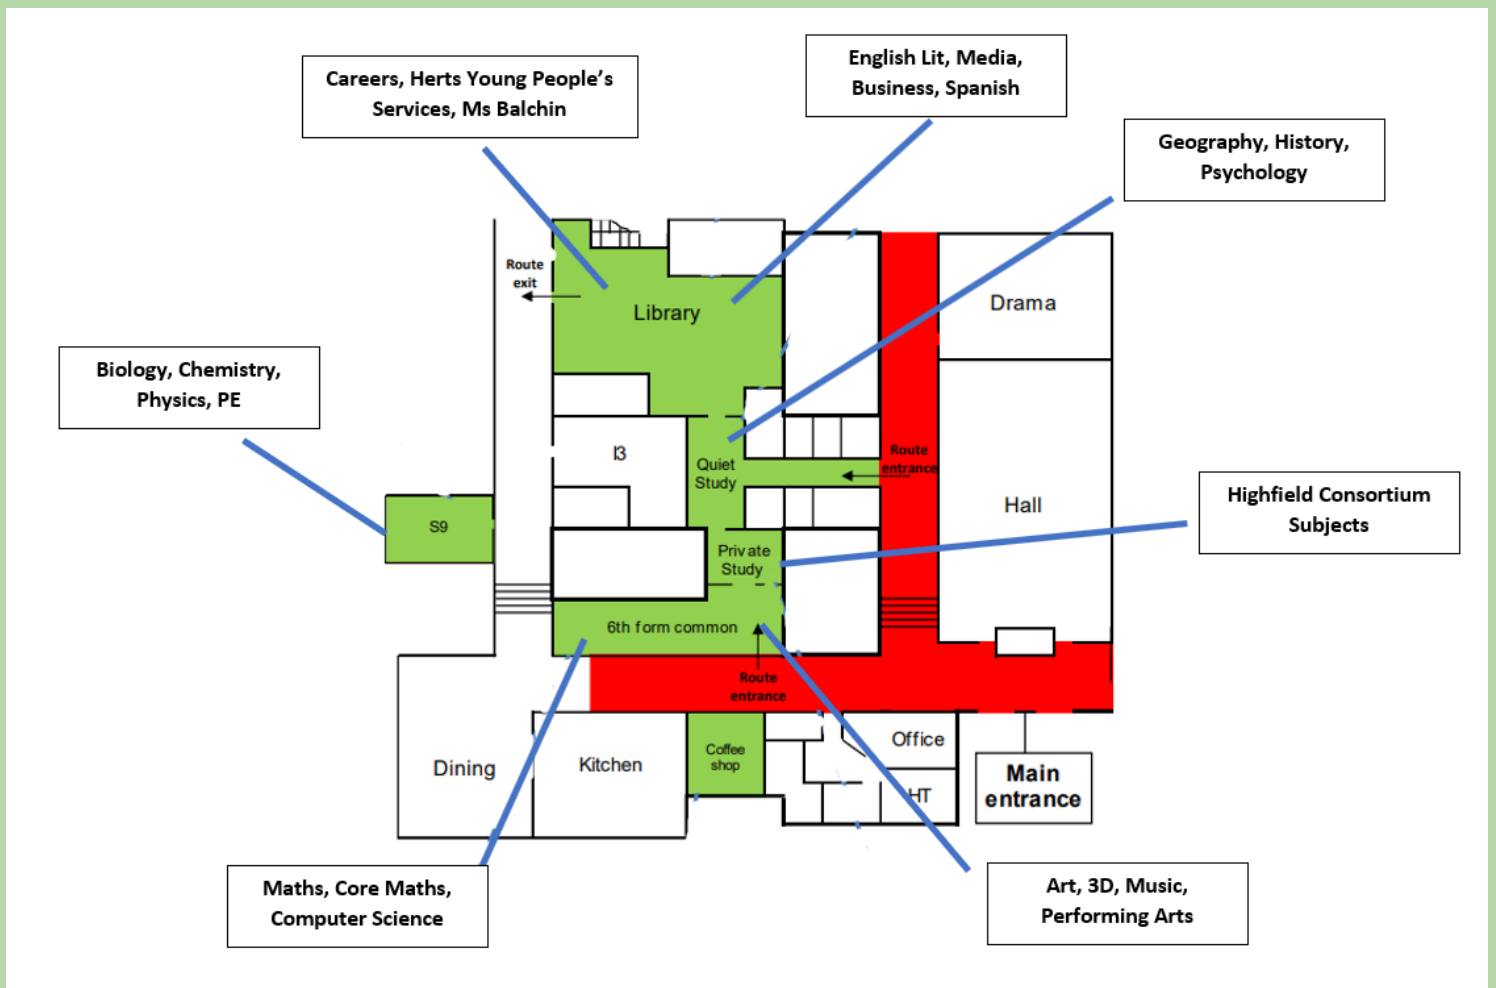 English Lit, Media,
Business, Spanish
Careers, Herts Young People’s
Services, Ms Balchin
Geography, History,
Psychology
Route
exit
Library
Drama
Biology, Chemistry,
Physics, PE
I3
Quiet
Study
Route
entrance
Hall
Highfield Consortium
Subjects
S9
Private
Study
6th form common
Route
entrance
Dining
Kitchen
Coffee
shop
Office
HT
Main
entrance
Maths, Core Maths,
Computer Science
Art, 3D, Music,
Performing Arts